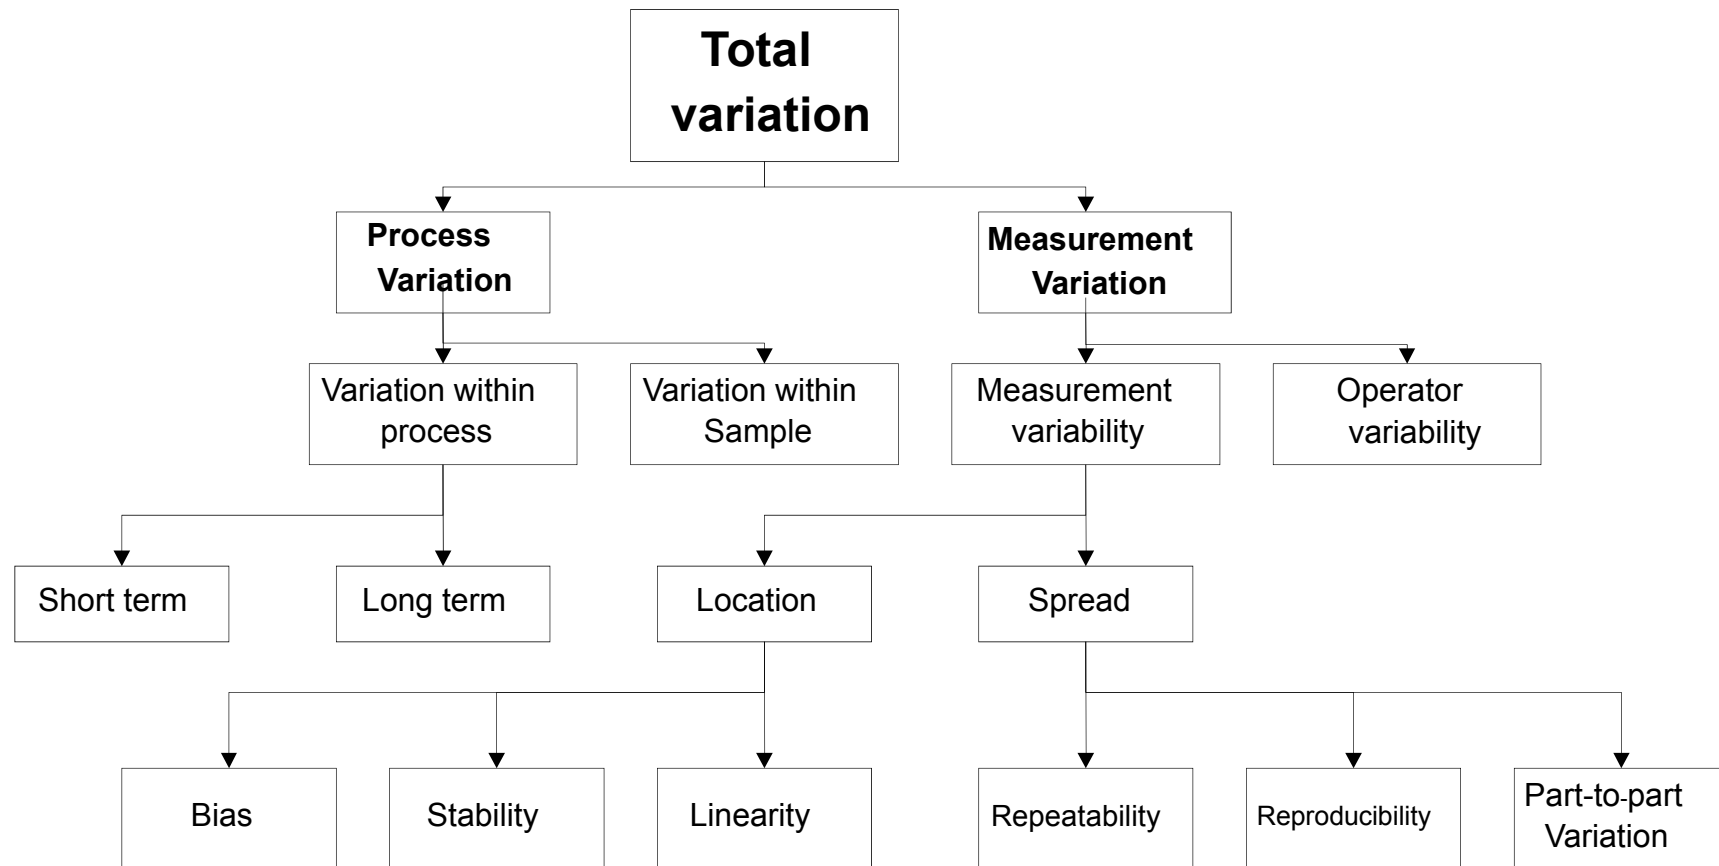 Total
variation
Process
Variation
Measurement
Variation
Variation within
process
Variation within
Sample
Measurement
variability
Operator
variability
Short term
Long term
Location
Spread
Bias
Stability
Linearity
Repeatability
Reproducibility
Part-to-part
Variation